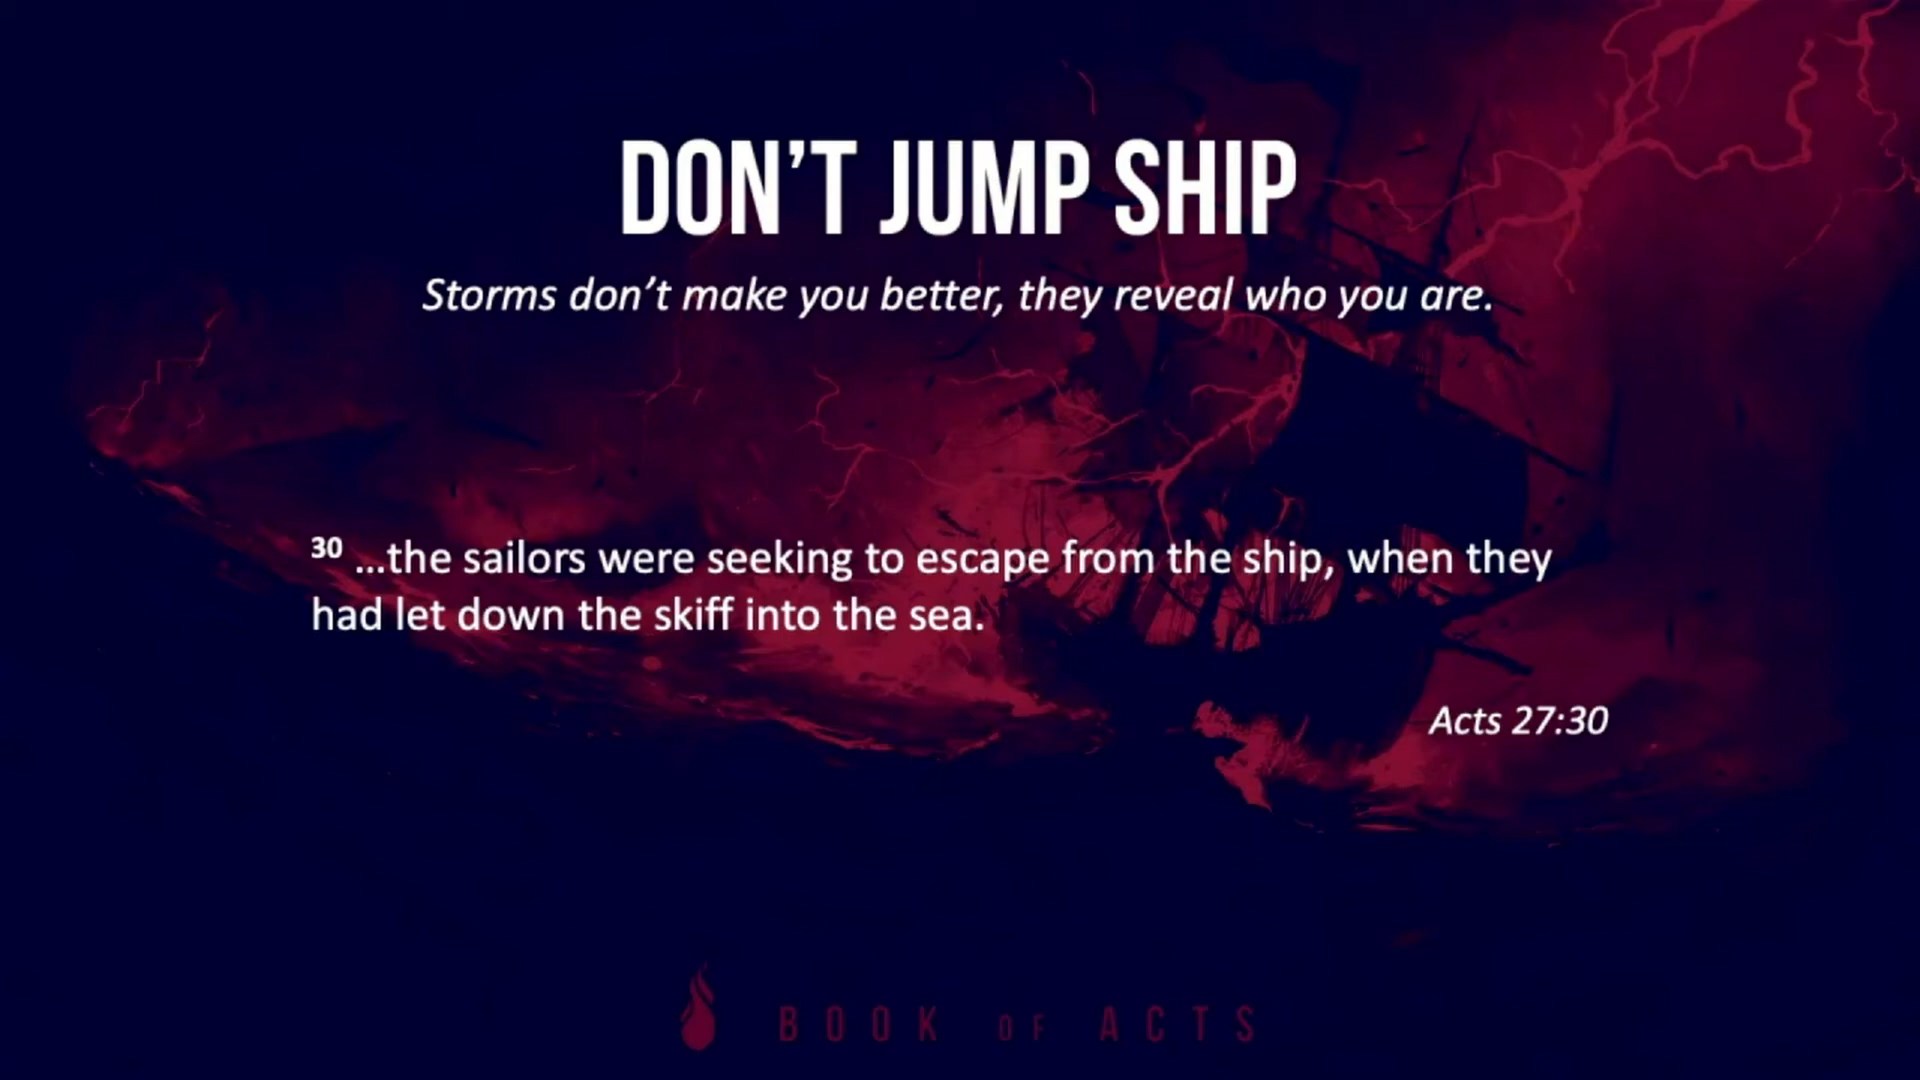 DON’T JUMP SHIP
Storms don’t make you better, they reveal who you are.
30 ...the sailors were seeking to escape from the ship, when they
had let down the skiff into the sea.
Acts 27:30
BOOK OF ACTS